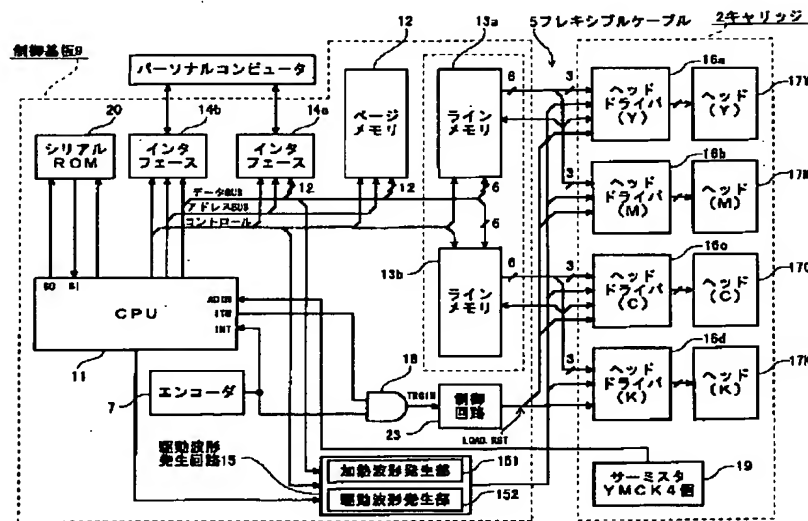 制御基板9
12
13a
5フレキシブルケーブル
2キャリッジ
パーソナルコンピュータ
20
シリアル
ROM
14b
インタ
フェース
14a
インタ
フェース
ページ
メモリ
ライン
メモリ
6
3
16a
ヘッド
ドライバ
(Y)
ヘッド
(Y)
17Y
データBUS
12
12
アドレスBUS
コントロール
6
6
3
16b
ヘッド
ドライバ
(M)
ヘッド
(M)
17M
SO
SI
CPU
ADIN
ITW
INT
11
13b
ライン
メモリ
6
3
16c
ヘッド
ドライバ
(C)
ヘッド
(C)
17C
エンコーダ
7
18
TRGIN
制御
回路
23
LOAD.RST
3
16d
ヘッド
ドライバ
(K)
ヘッド
(K)
17K
駆動波形
発生回路15
加熱波形発生部
151
駆動波形発生部
152
サーミスタ
YMCK4個
19